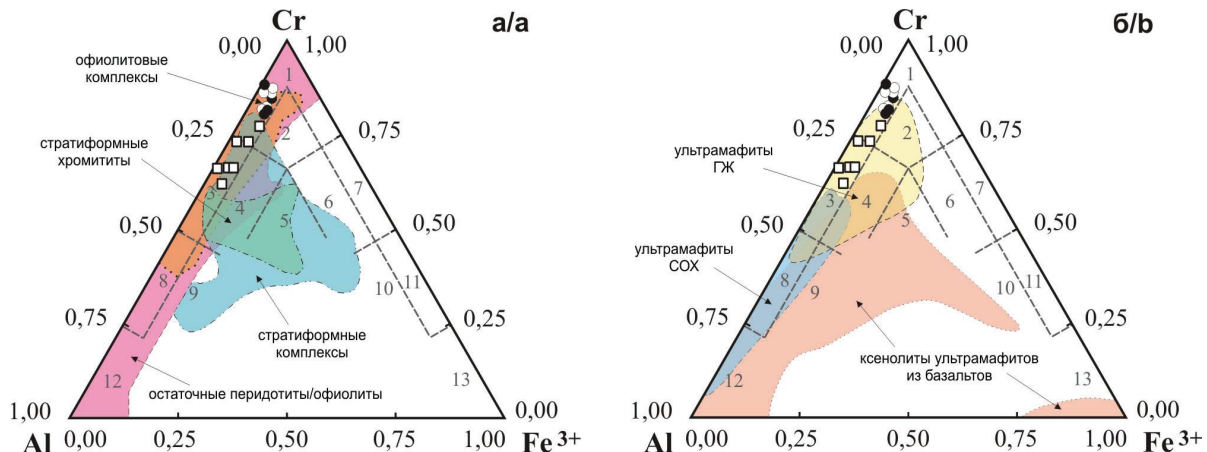 Cr
а/а
0,00 1,00
офиолитовые
комплексы
1
0,25
2
0,75
стратиформные
хромититы
7
3
4
6
5
0,50
0,50
8
9
10
11
0,75
0,25
стратиформные
комплексы
12
остаточные перидотиты/офиолиты
13
1,00
0,00
Al
0,00 0,25 0,50 0,75 1,00
Fe 3+
Cr
б/b
0,00 1,00
1
0,25
2
0,75
ультрамафиты
ГЖ
7
3
4
6
5
0,50
0,50
ультрамафиты
СОХ
8
9
10
11
0,75
0,25
ксенолиты ультрамафитов
из базальтов
12
13
1,00
0,00
Al
0,00 0,25 0,50 0,75 1,00
Fe 3+